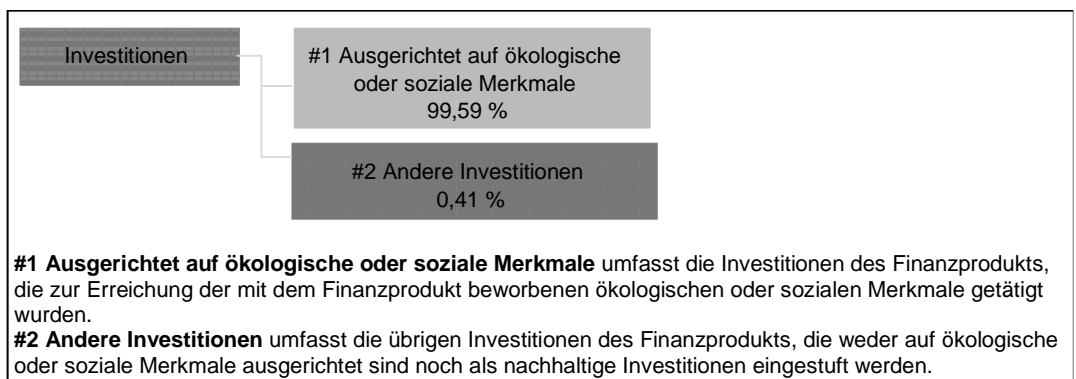 Investitionen
#1 Ausgerichtet auf ökologische
oder soziale Merkmale
99,59 %
#2 Andere Investitionen
0,41 %
#1 Ausgerichtet auf ökologische oder soziale Merkmale umfasst die Investitionen des Finanzprodukts,
die zur Erreichung der mit dem Finanzprodukt beworbenen ökologischen oder sozialen Merkmale getätigt
wurden.
#2 Andere Investitionen umfasst die übrigen Investitionen des Finanzprodukts, die weder auf ökologische
oder soziale Merkmale ausgerichtet sind noch als nachhaltige Investitionen eingestuft werden.